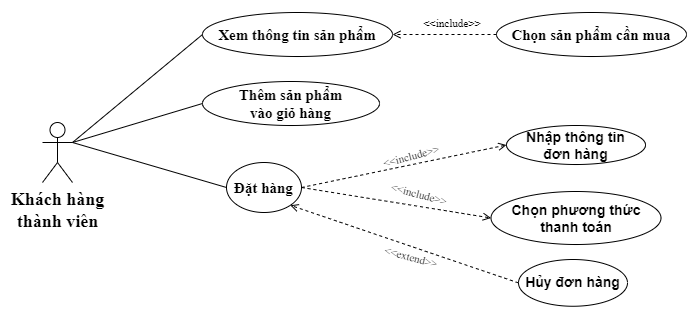 Xem thông tin sản phẩm
<<include>>
Chọn sản phẩm cần mua
Thêm sản phẩm
vào giỏ hàng
Khách hàng
thành viên
Đặt hàng
<<include>>
Nhập thông tin
đơn hàng
<<include>>
Chọn phương thức
thanh toán
<<extend>>
Hủy đơn hàng